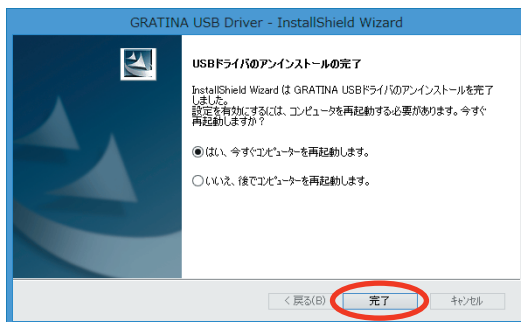 GRATINA USB Driver - InstallShield Wizard
USBドライバのアンインストールの完了
InstallShield Wizard は GRATINA USBドライバのアンインストールを完了
しました。
設定を有効にするには、コンピュータを再起動する必要があります。今すぐ
再起動しますか？
はい、今すぐコンピューターを再起動します。
いいえ、後でコンピューターを再起動します。
< 戻る(B)
完了
キャンセル